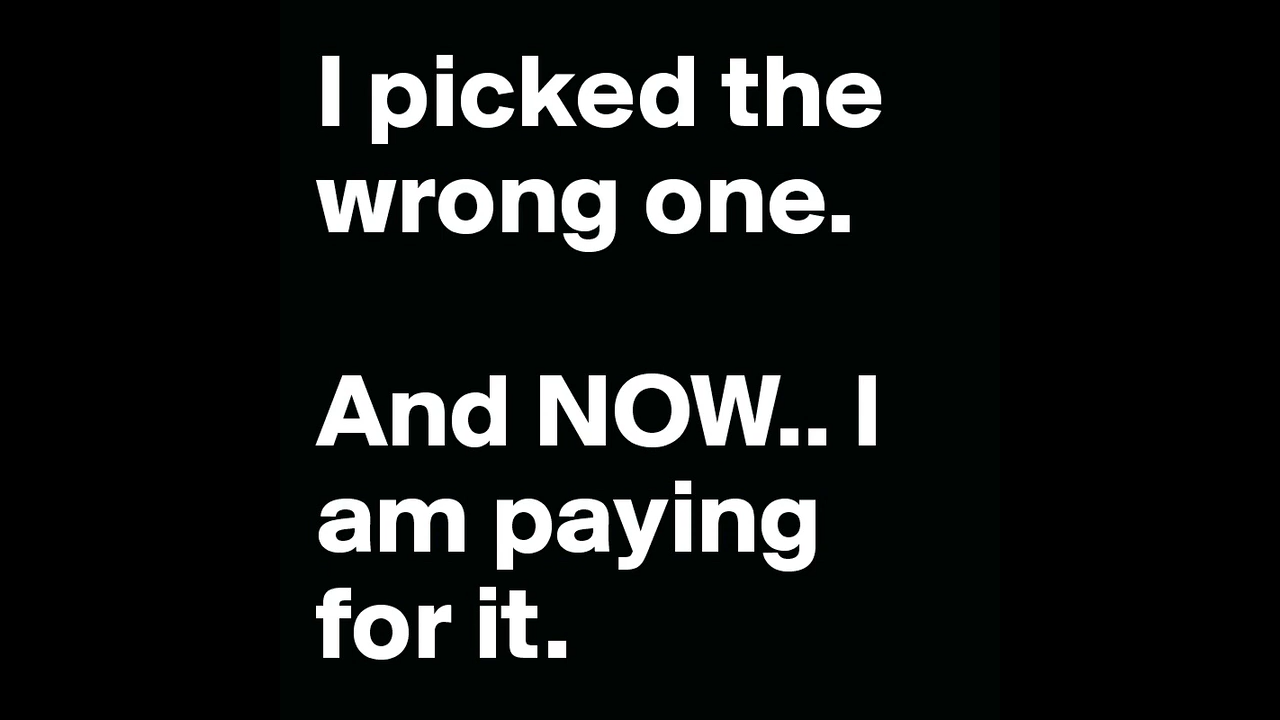 I picked the
wrong one.
And NOW.. I
am paying
for it.